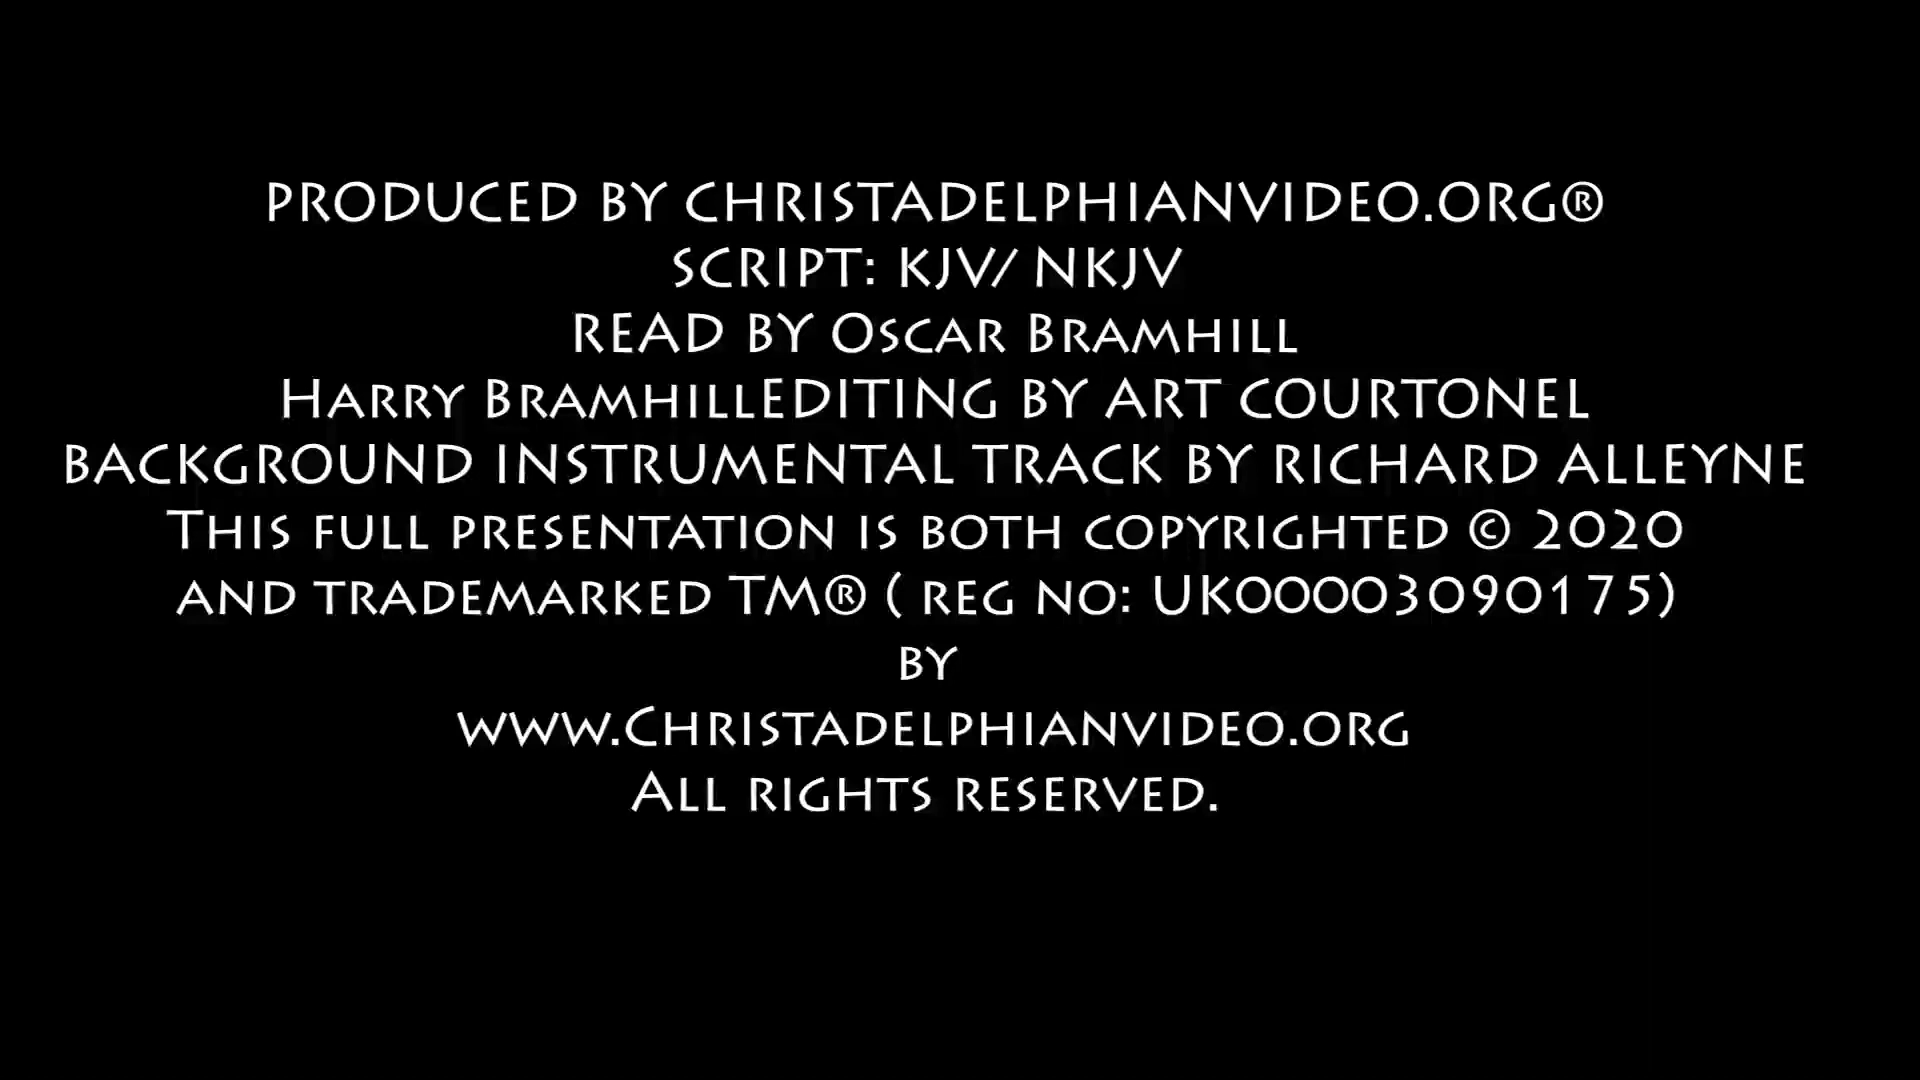 PRODUCED BY CHRISTADELPHIANVIDEO.ORG®
SCRIPT: KJV/ NKJV
READ BY Oscar Bramhill
Harry BramhillEDITING BY ART COURTONEL
BACKGROUND INSTRUMENTAL TRACK BY RICHARD ALLEYNE
This full presentation is both copyrighted © 2020
and trademarked TM® ( reg no: UK00003090175)
by
www.Christadelphianvideo.org
All rights reserved.